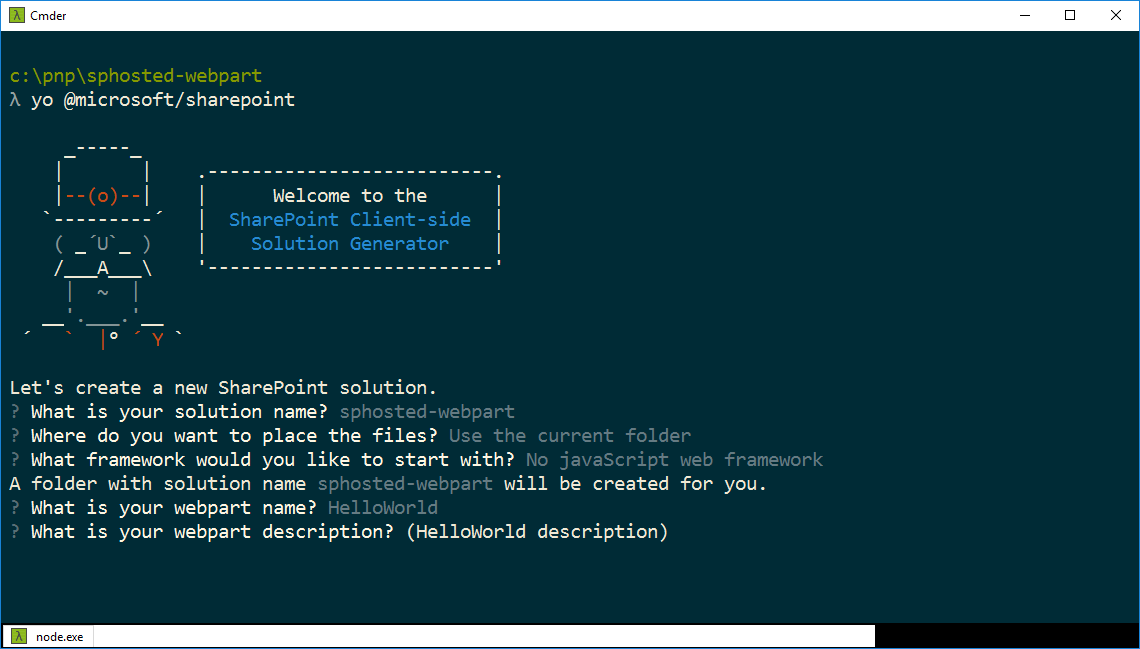 λ Cmder
c:\pnp\sphosted-webpart
λ yo @microsoft/sharepoint
     _-----_
    |       |    .--------------------------.
    |--(o)--|    |      Welcome to the      |
   `---------´   |  SharePoint Client-side  |
    ( _´U`_ )    |    Solution Generator    |
    /___A___\    '--------------------------'
     |  ~  |
   __'.___.'__
 ´   `  |° ´ Y `
Let's create a new SharePoint solution.
? What is your solution name? sphosted-webpart
? Where do you want to place the files? Use the current folder
? What framework would you like to start with? No javaScript web framework
A folder with solution name sphosted-webpart will be created for you.
? What is your webpart name? HelloWorld
? What is your webpart description? (HelloWorld description)
λ node.exe